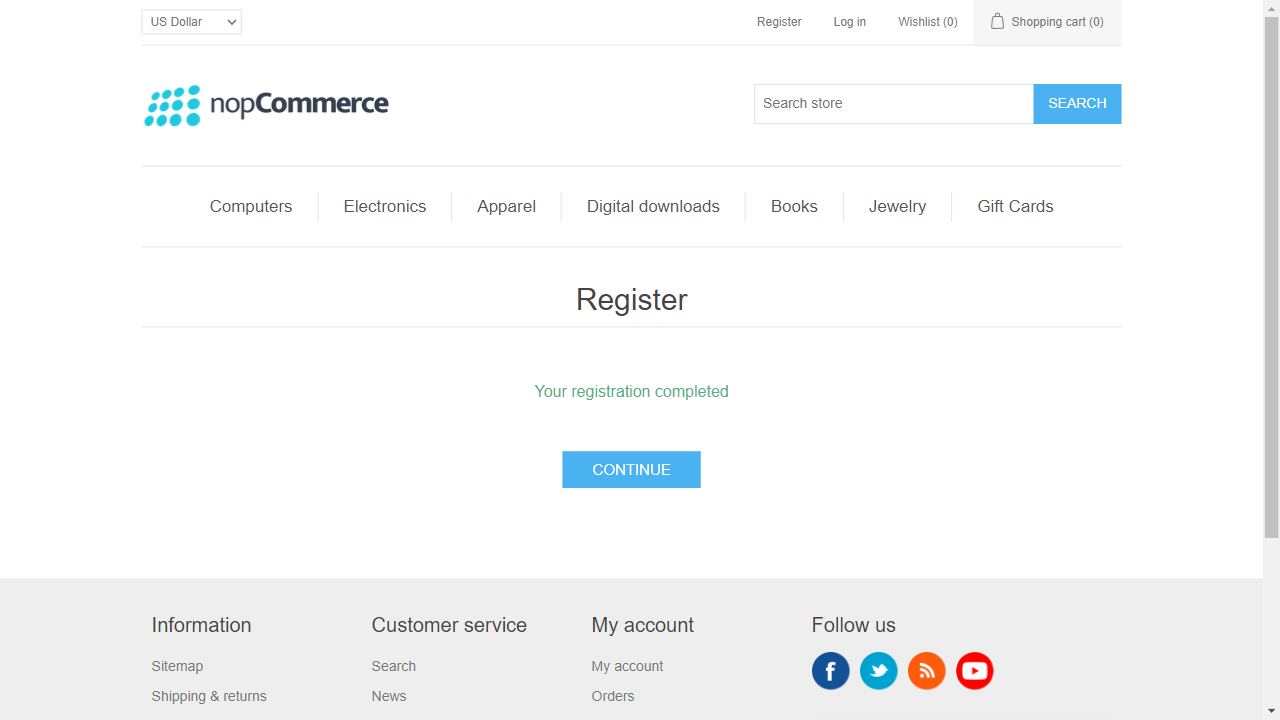 US Dollar
Register
Log in
Wishlist (0)
Shopping cart (0)
nopCommerce
Search store
SEARCH
Computers
Electronics
Apparel
Digital downloads
Books
Jewelry
Gift Cards
Register
Your registration completed
CONTINUE
Information
Customer service
My account
Follow us
Sitemap
Search
My account
Shipping & returns
News
Orders